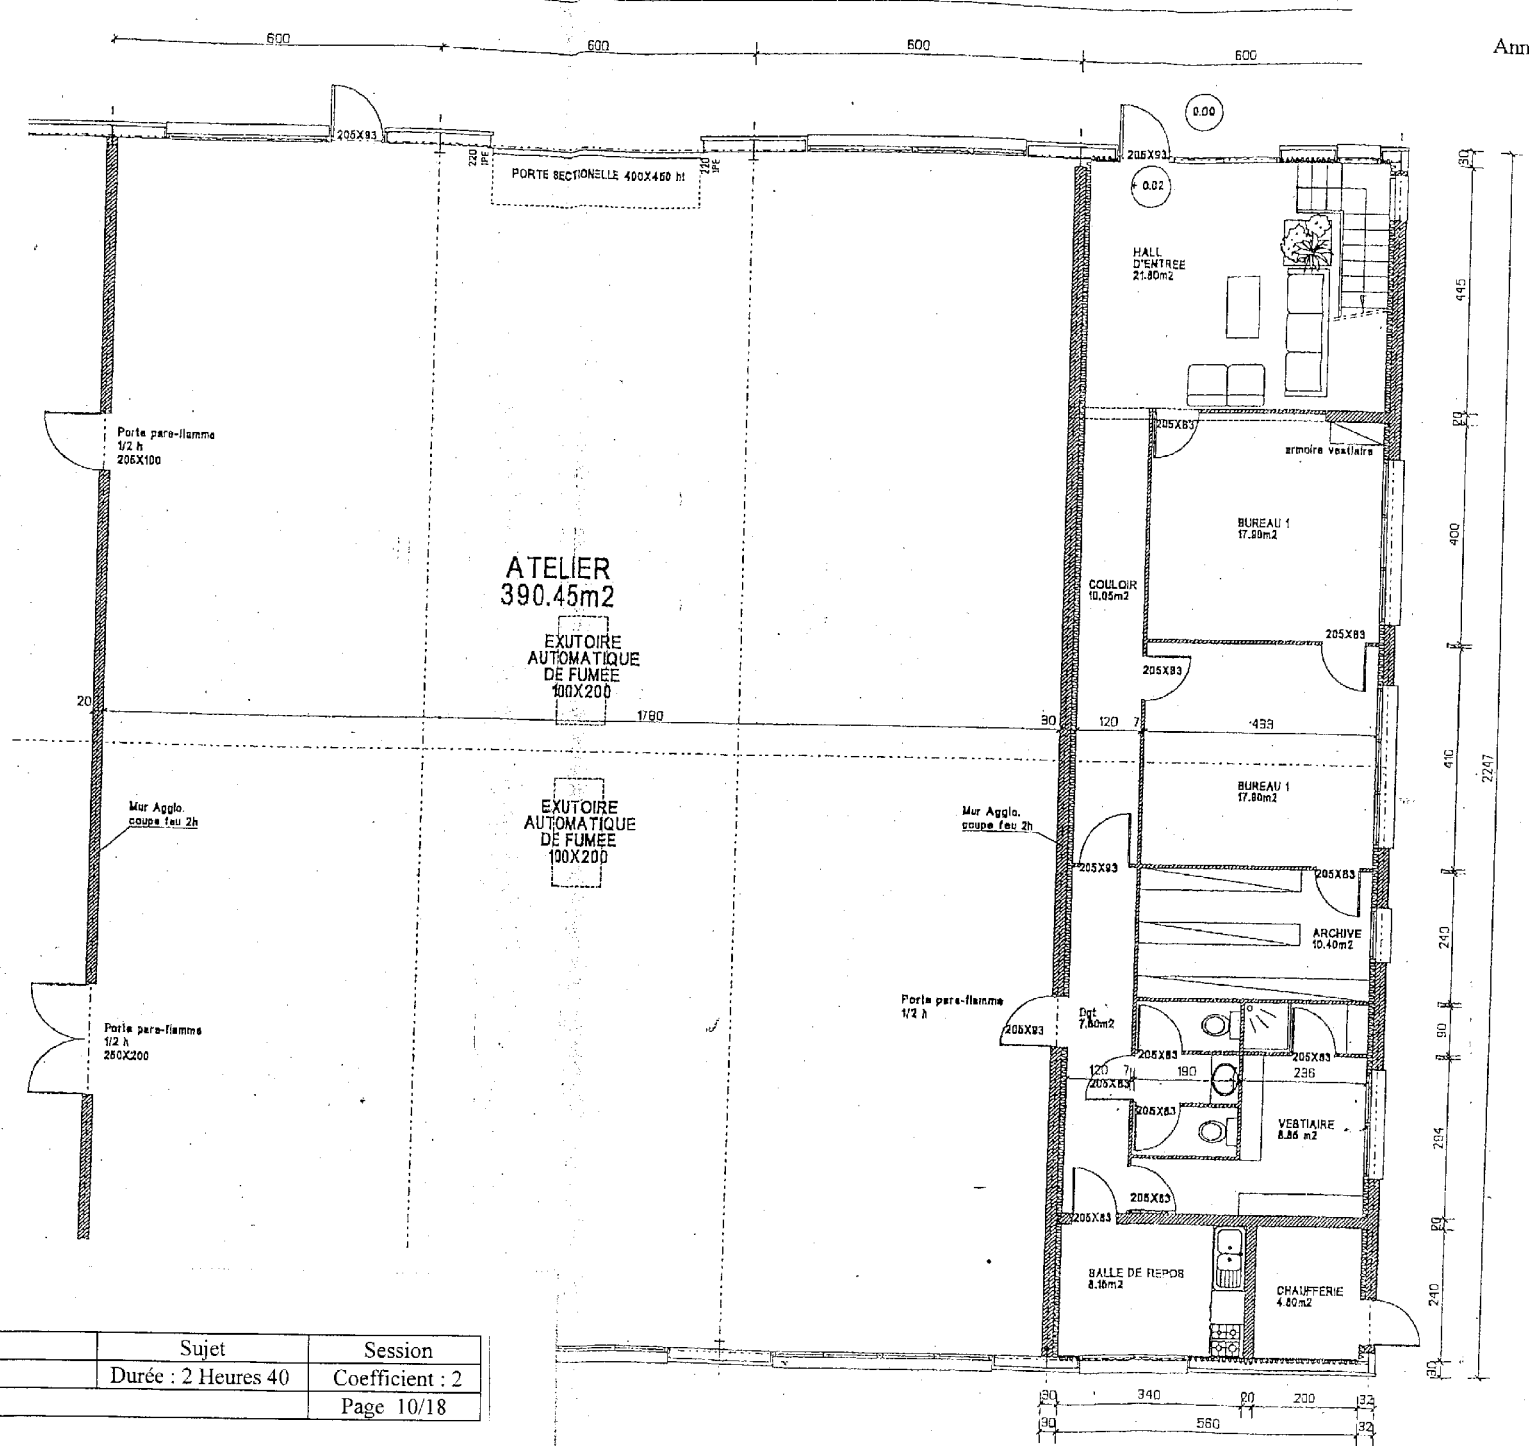 600
600
600
600
Ann
205X93
220
IPE
PORTE SECTIONELLE 400X450 ht
220
IPE
205X93
0.00
+ 0.02
30
HALL
D'ENTREE
21.80m2
445
Porte pare-flamme
1/2 h
205X100
205X83
armoire vestiaire
20
BUREAU 1
17.90m2
400
ATELIER
390.45m2
COULOIR
10.05m2
EXUTOIRE
AUTOMATIQUE
DE FUMEE
100X200
205X83
205X83
20
1780
30
120
7
433
410
2247
Mur Agglo.
coupe feu 2h
EXUTOIRE
AUTOMATIQUE
DE FUMEE
100X200
Mur Agglo.
coupe feu 2h
BUREAU 1
17.90m2
205X93
205X83
ARCHIVE
10.40m2
240
Porte pare-flamme
1/2 h
205X93
Dgt
7.80m2
Porte pare-flamme
1/2 h
250X200
205X83
205X83
90
120
7
190
236
205X83
205X83
VESTIAIRE
8.86 m2
294
205X83
205X83
20
SALLE DE REPOS
8.16m2
CHAUFFERIE
4.80m2
240
30
Sujet
Session
Durée : 2 Heures 40
Coefficient : 2
Page 10/18
30
340
20
200
32
30
560
32